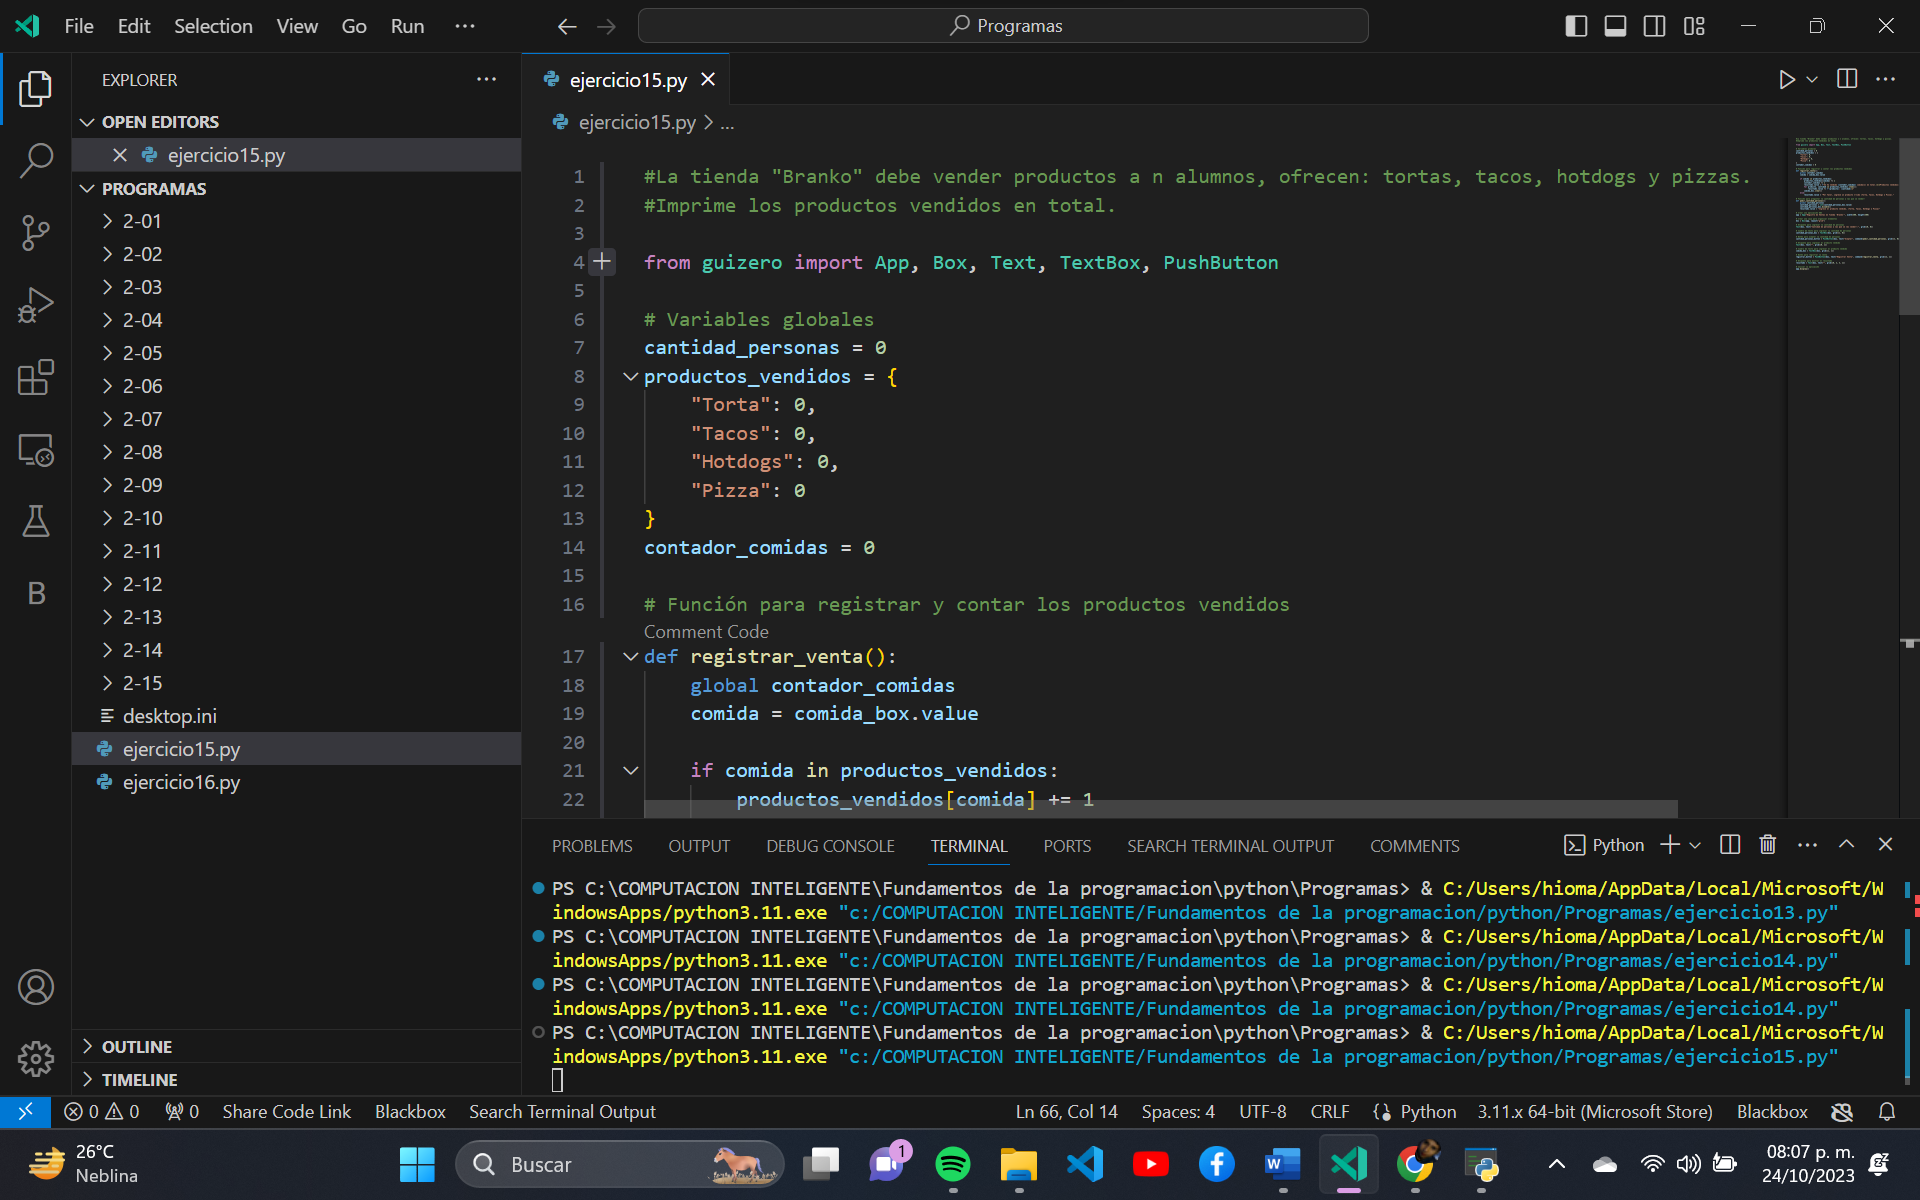 File Edit Selection View Go Run ···
Programas
EXPLORER
OPEN EDITORS
ejercicio15.py
PROGRAMAS
2-01
2-02
2-03
2-04
2-05
2-06
2-07
2-08
2-09
2-10
2-11
2-12
2-13
2-14
2-15
desktop.ini
ejercicio15.py
ejercicio16.py
OUTLINE
TIMELINE
ejercicio15.py
ejercicio15.py > ...
1 #La tienda "Branko" debe vender productos a n alumnos, ofrecen: tortas, tacos, hotdogs y pizzas.
2 #Imprime los productos vendidos en total.
3
4 from guizero import App, Box, Text, TextBox, PushButton
5
6 # Variables globales
7 cantidad_personas = 0
8 productos_vendidos = {
9 "Torta": 0,
10 "Tacos": 0,
11 "Hotdogs": 0,
12 "Pizza": 0
13 }
14 contador_comidas = 0
15
16 # Función para registrar y contar los productos vendidos
Comment Code
17 def registrar_venta():
18 global contador_comidas
19 comida = comida_box.value
20
21 if comida in productos_vendidos:
22 productos_vendidos[comida] += 1
PROBLEMS OUTPUT DEBUG CONSOLE TERMINAL PORTS SEARCH TERMINAL OUTPUT COMMENTS Python
PS C:\COMPUTACION INTELIGENTE\Fundamentos de la programacion\python\Programas> & C:/Users/hioma/AppData/Local/Microsoft/W
indowsApps/python3.11.exe "c:/COMPUTACION INTELIGENTE/Fundamentos de la programacion/python/Programas/ejercicio13.py"
PS C:\COMPUTACION INTELIGENTE\Fundamentos de la programacion\python\Programas> & C:/Users/hioma/AppData/Local/Microsoft/W
indowsApps/python3.11.exe "c:/COMPUTACION INTELIGENTE/Fundamentos de la programacion/python/Programas/ejercicio14.py"
PS C:\COMPUTACION INTELIGENTE\Fundamentos de la programacion\python\Programas> & C:/Users/hioma/AppData/Local/Microsoft/W
indowsApps/python3.11.exe "c:/COMPUTACION INTELIGENTE/Fundamentos de la programacion/python/Programas/ejercicio14.py"
PS C:\COMPUTACION INTELIGENTE\Fundamentos de la programacion\python\Programas> & C:/Users/hioma/AppData/Local/Microsoft/W
indowsApps/python3.11.exe "c:/COMPUTACION INTELIGENTE/Fundamentos de la programacion/python/Programas/ejercicio15.py"
0 0 0 Share Code Link Blackbox Search Terminal Output Ln 66, Col 14 Spaces: 4 UTF-8 CRLF Python 3.11.x 64-bit (Microsoft Store) Blackbox
26°C
Neblina
Buscar
1
08:07 p. m.
24/10/2023